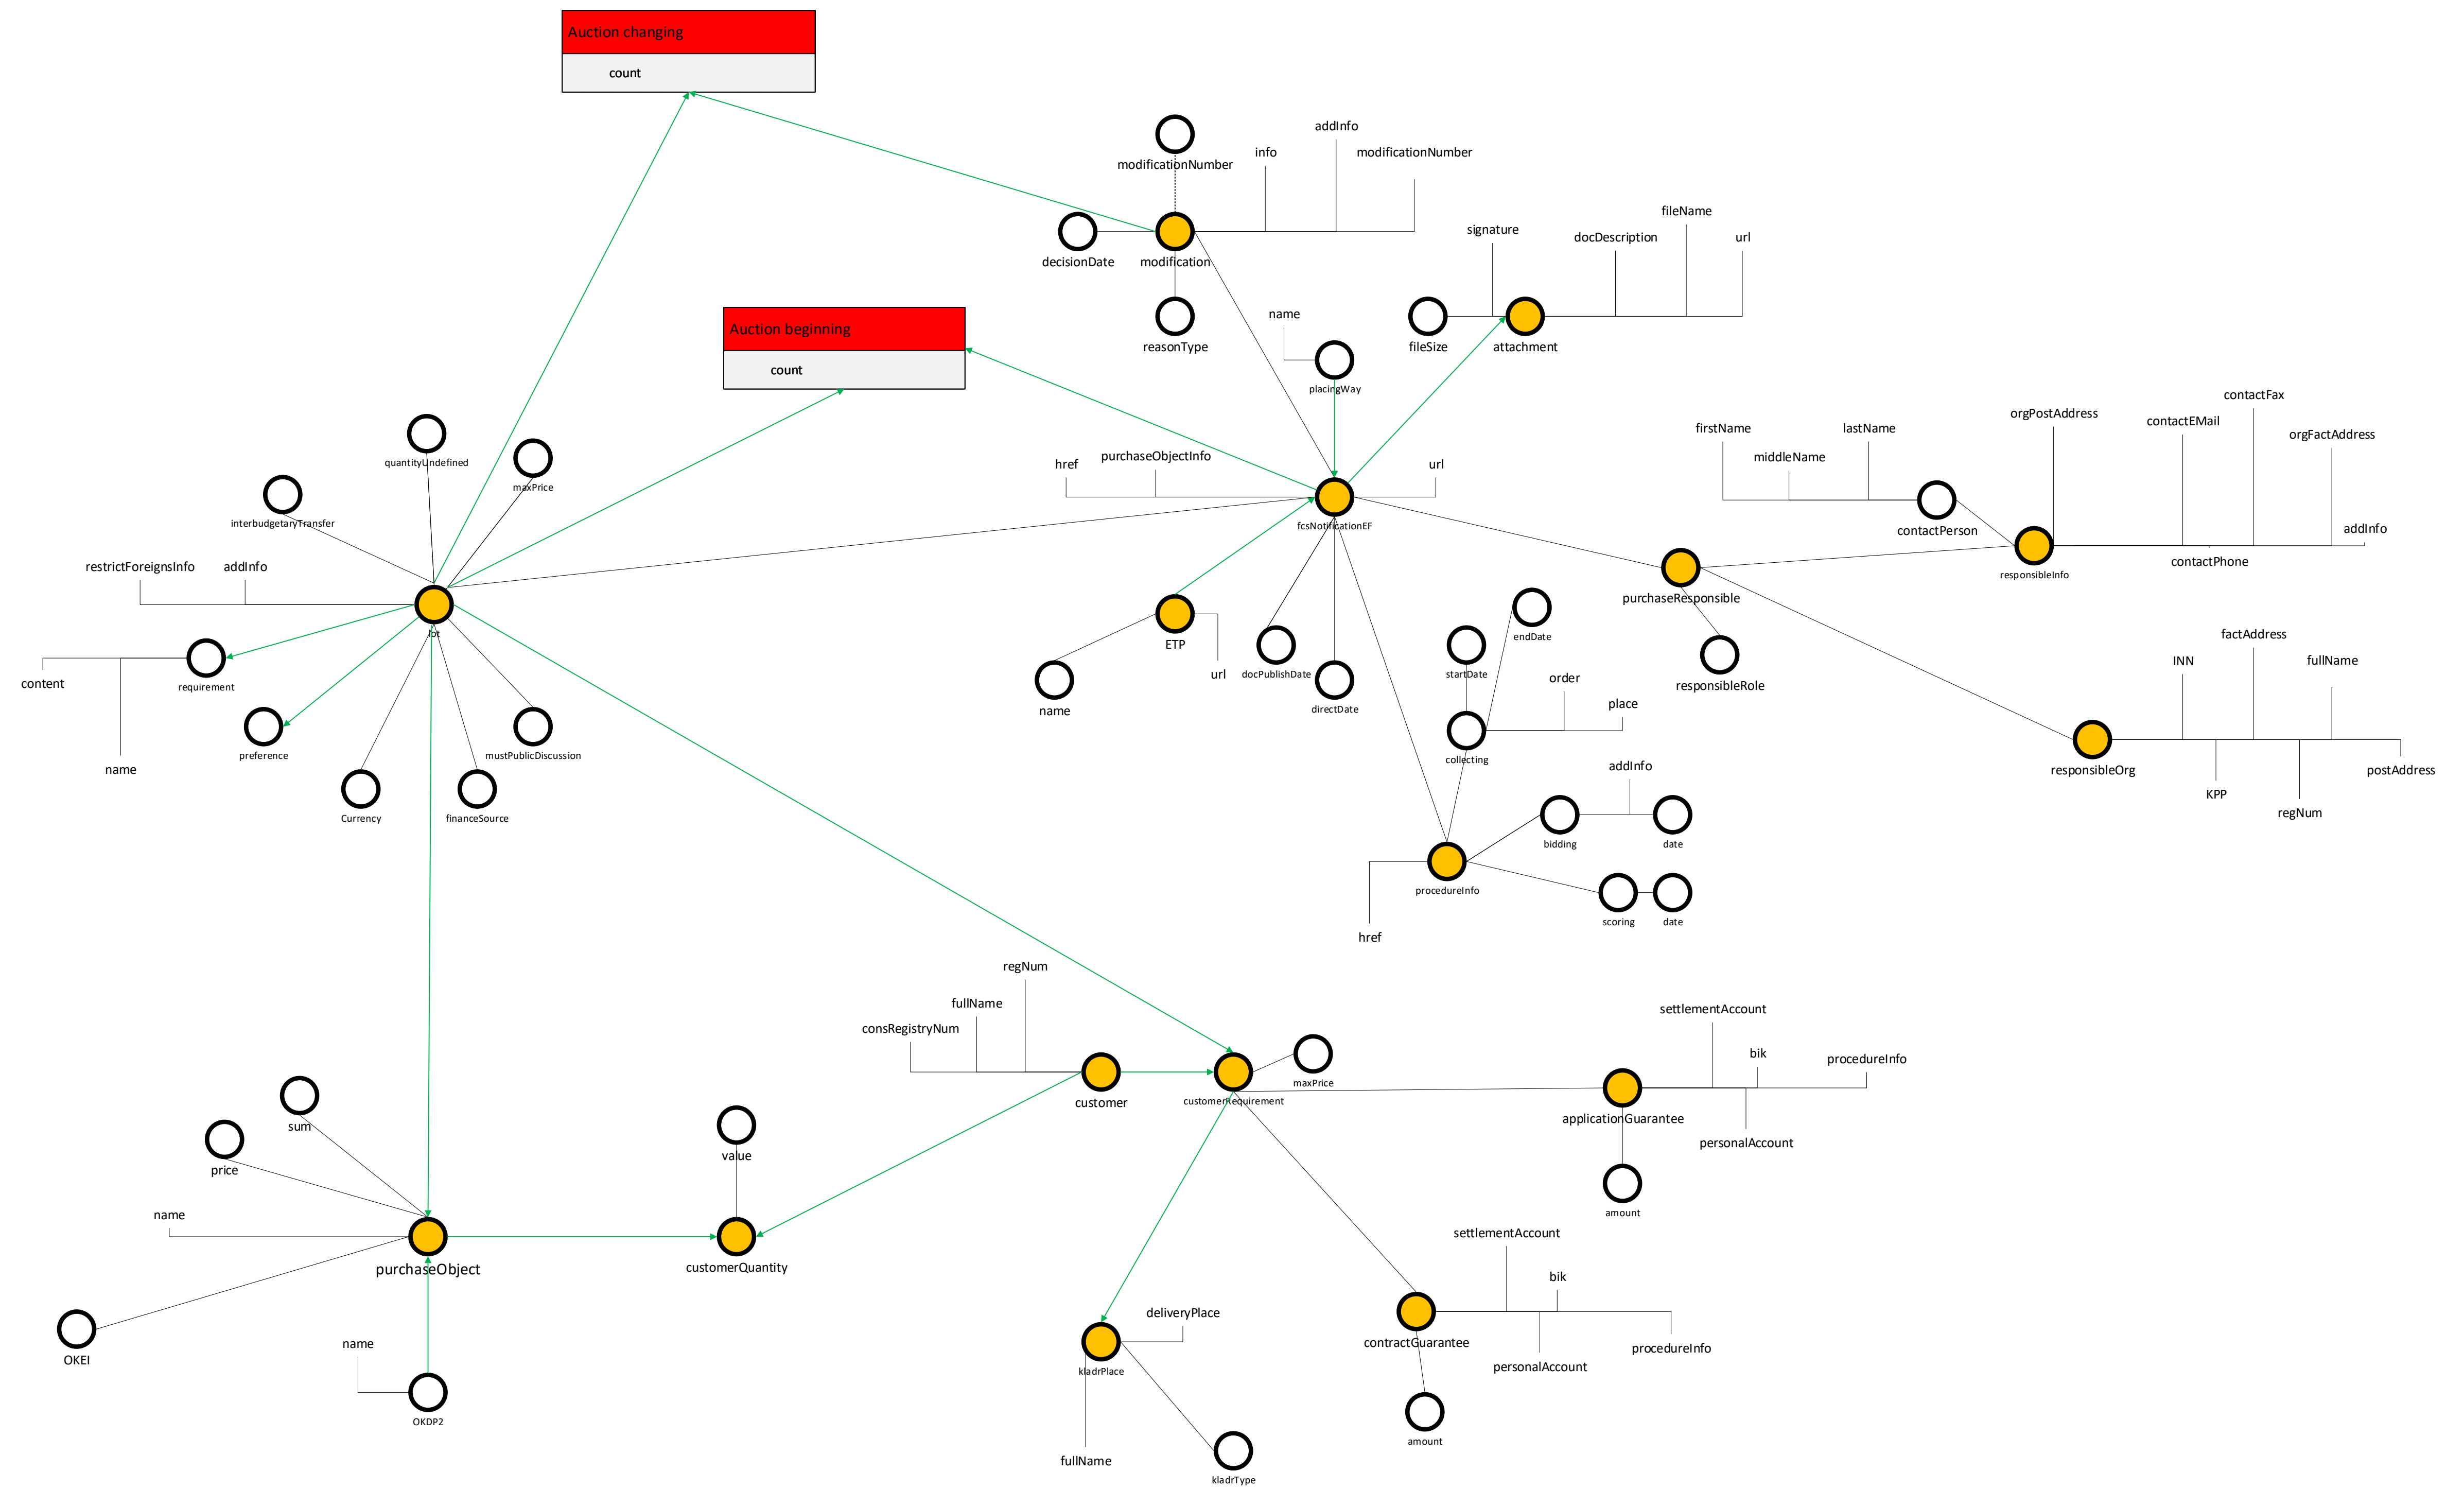 Auction changing
count
addInfo
info
modificationNumber
modificationNumber
fileName
signature
docDescription
url
decisionDate
modification
name
Auction beginning
reasonType
fileSize
attachment
count
placingWay
contactFax
orgPostAddress
contactEMail
firstName
lastName
orgFactAddress
quantityUndefined
href
purchaseObjectInfo
url
middleName
maxPrice
interbudgetaryTransfer
fcsNotificationEF
contactPerson
addInfo
restrictForeignsInfo
addInfo
contactPhone
responsibleInfo
purchaseResponsible
lot
endDate
factAddress
ETP
INN
fullName
url
docPublishDate
startDate
order
content
requirement
responsibleRole
name
directDate
place
preference
mustPublicDiscussion
collecting
name
addInfo
responsibleOrg
postAddress
KPP
Currency
financeSource
regNum
bidding
date
procedureInfo
scoring
date
href
regNum
fullName
settlementAccount
consRegistryNum
bik
procedureInfo
maxPrice
customer
customerRequirement
applicationGuarantee
sum
personalAccount
value
price
name
amount
settlementAccount
purchaseObject
customerQuantity
bik
deliveryPlace
name
contractGuarantee
procedureInfo
OKEI
personalAccount
kladrPlace
OKDP2
amount
fullName
kladrType